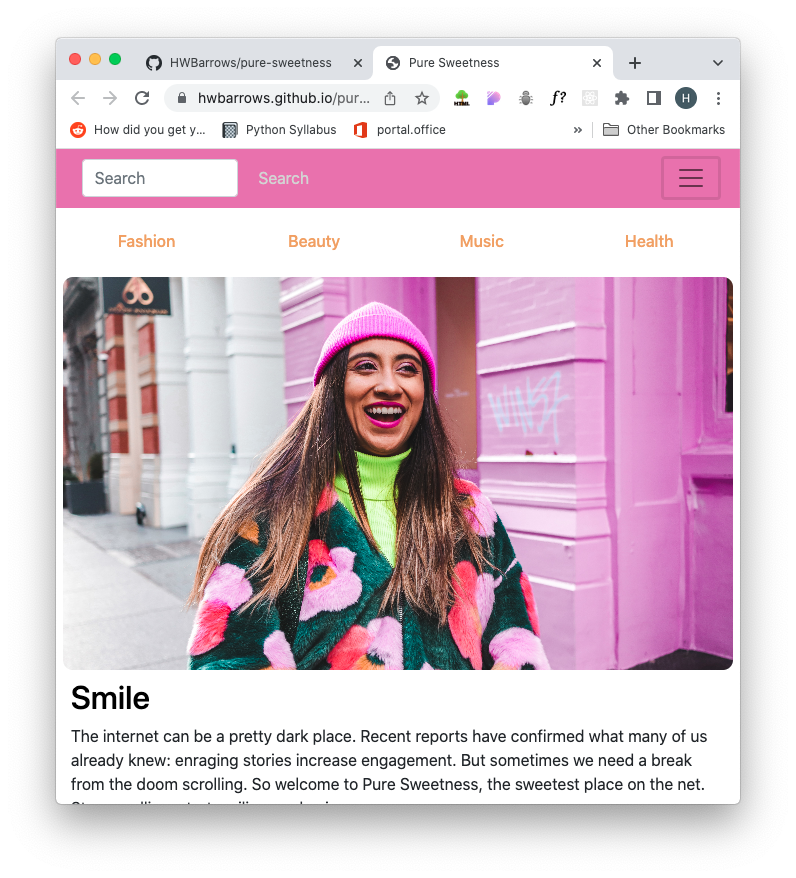 HWBarrows/pure-sweetness
Pure Sweetness
hwbarrows.github.io/pur...
HTML
f?
H
How did you get y...
Python Syllabus
portal.office
»
Other Bookmarks
Search
Search
Fashion
Beauty
Music
Health
Smile
The internet can be a pretty dark place. Recent reports have confirmed what many of us
already knew: enraging stories increase engagement. But sometimes we need a break
from the doom scrolling. So welcome to Pure Sweetness, the sweetest place on the net.